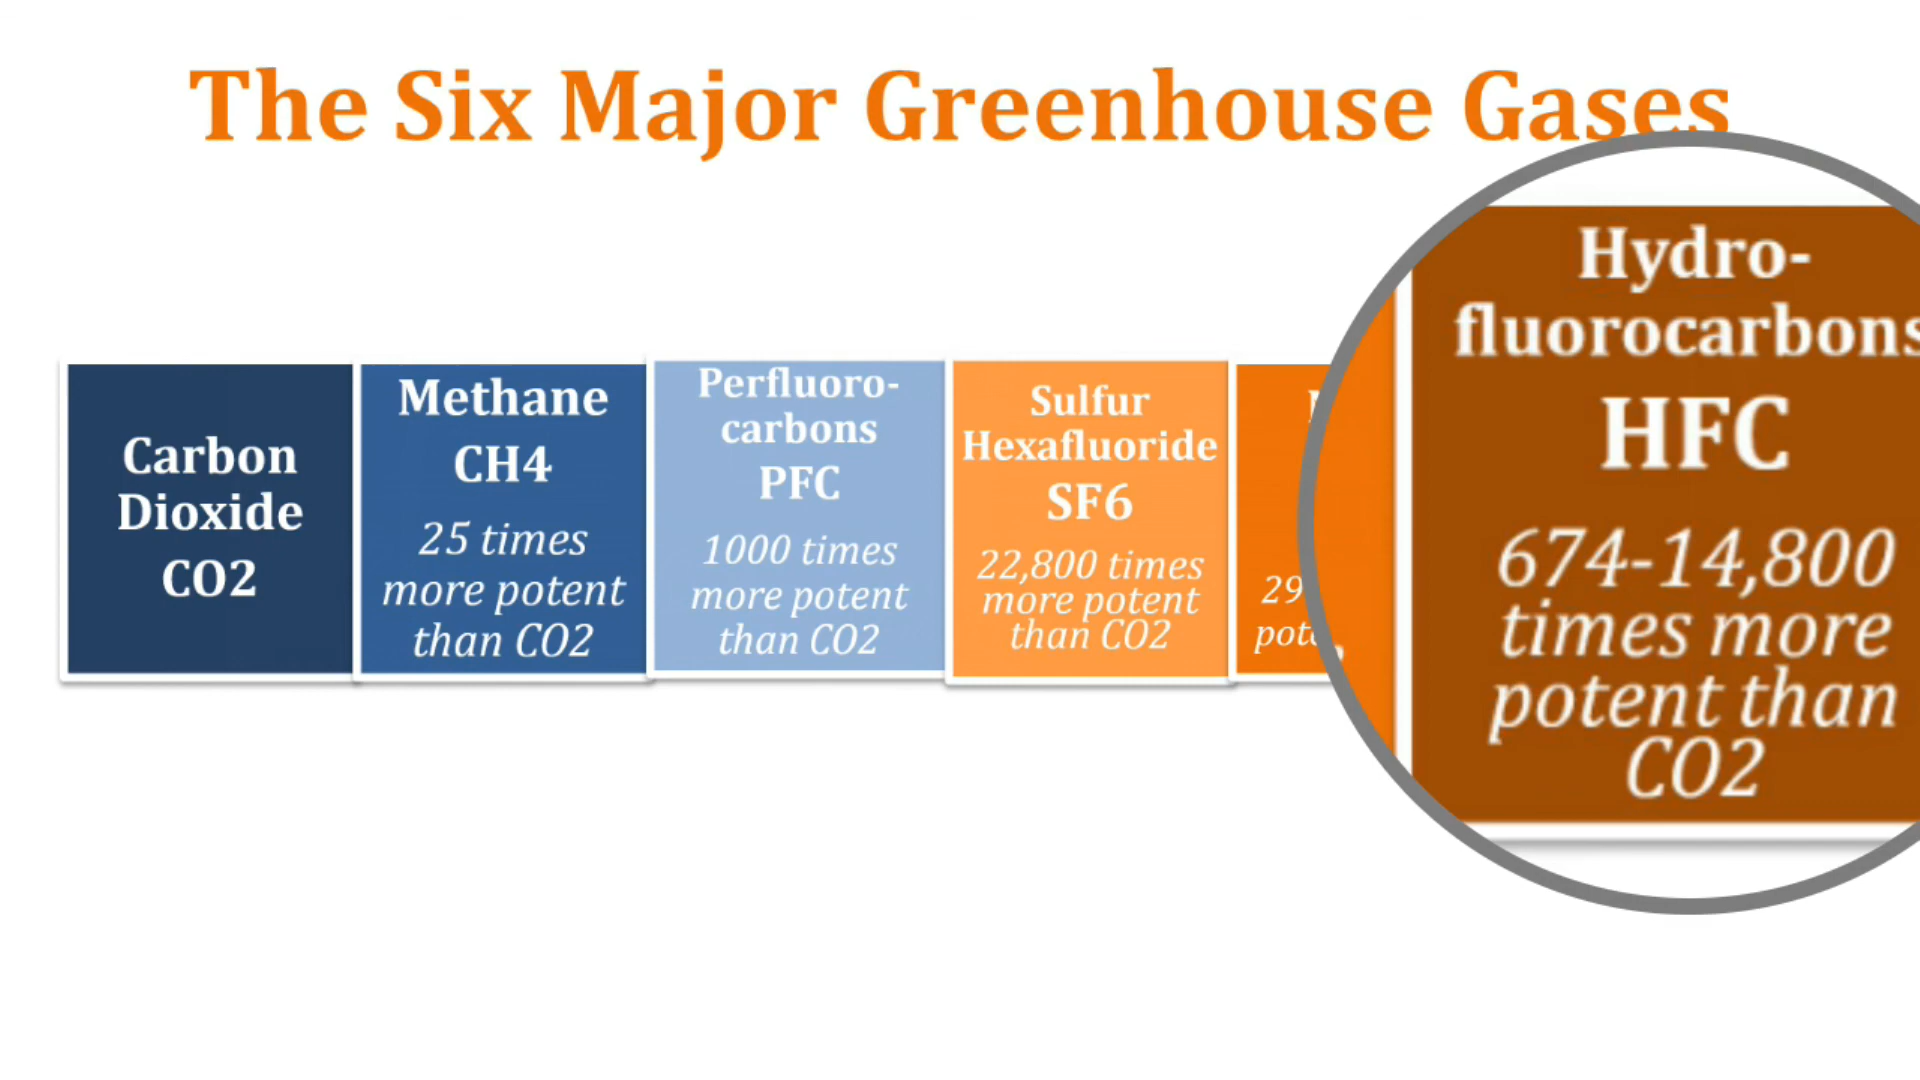 The Six Major Greenhouse Gases
Carbon
Dioxide
CO2
Methane
CH4
25 times
more potent
than CO2
Perfluoro-
carbons
PFC
1000 times
more potent
than CO2
Sulfur
Hexafluoride
SF6
22,800 times
more potent
than CO2
Hydro-
fluorocarbons
HFC
674-14,800
times more
potent than
CO2